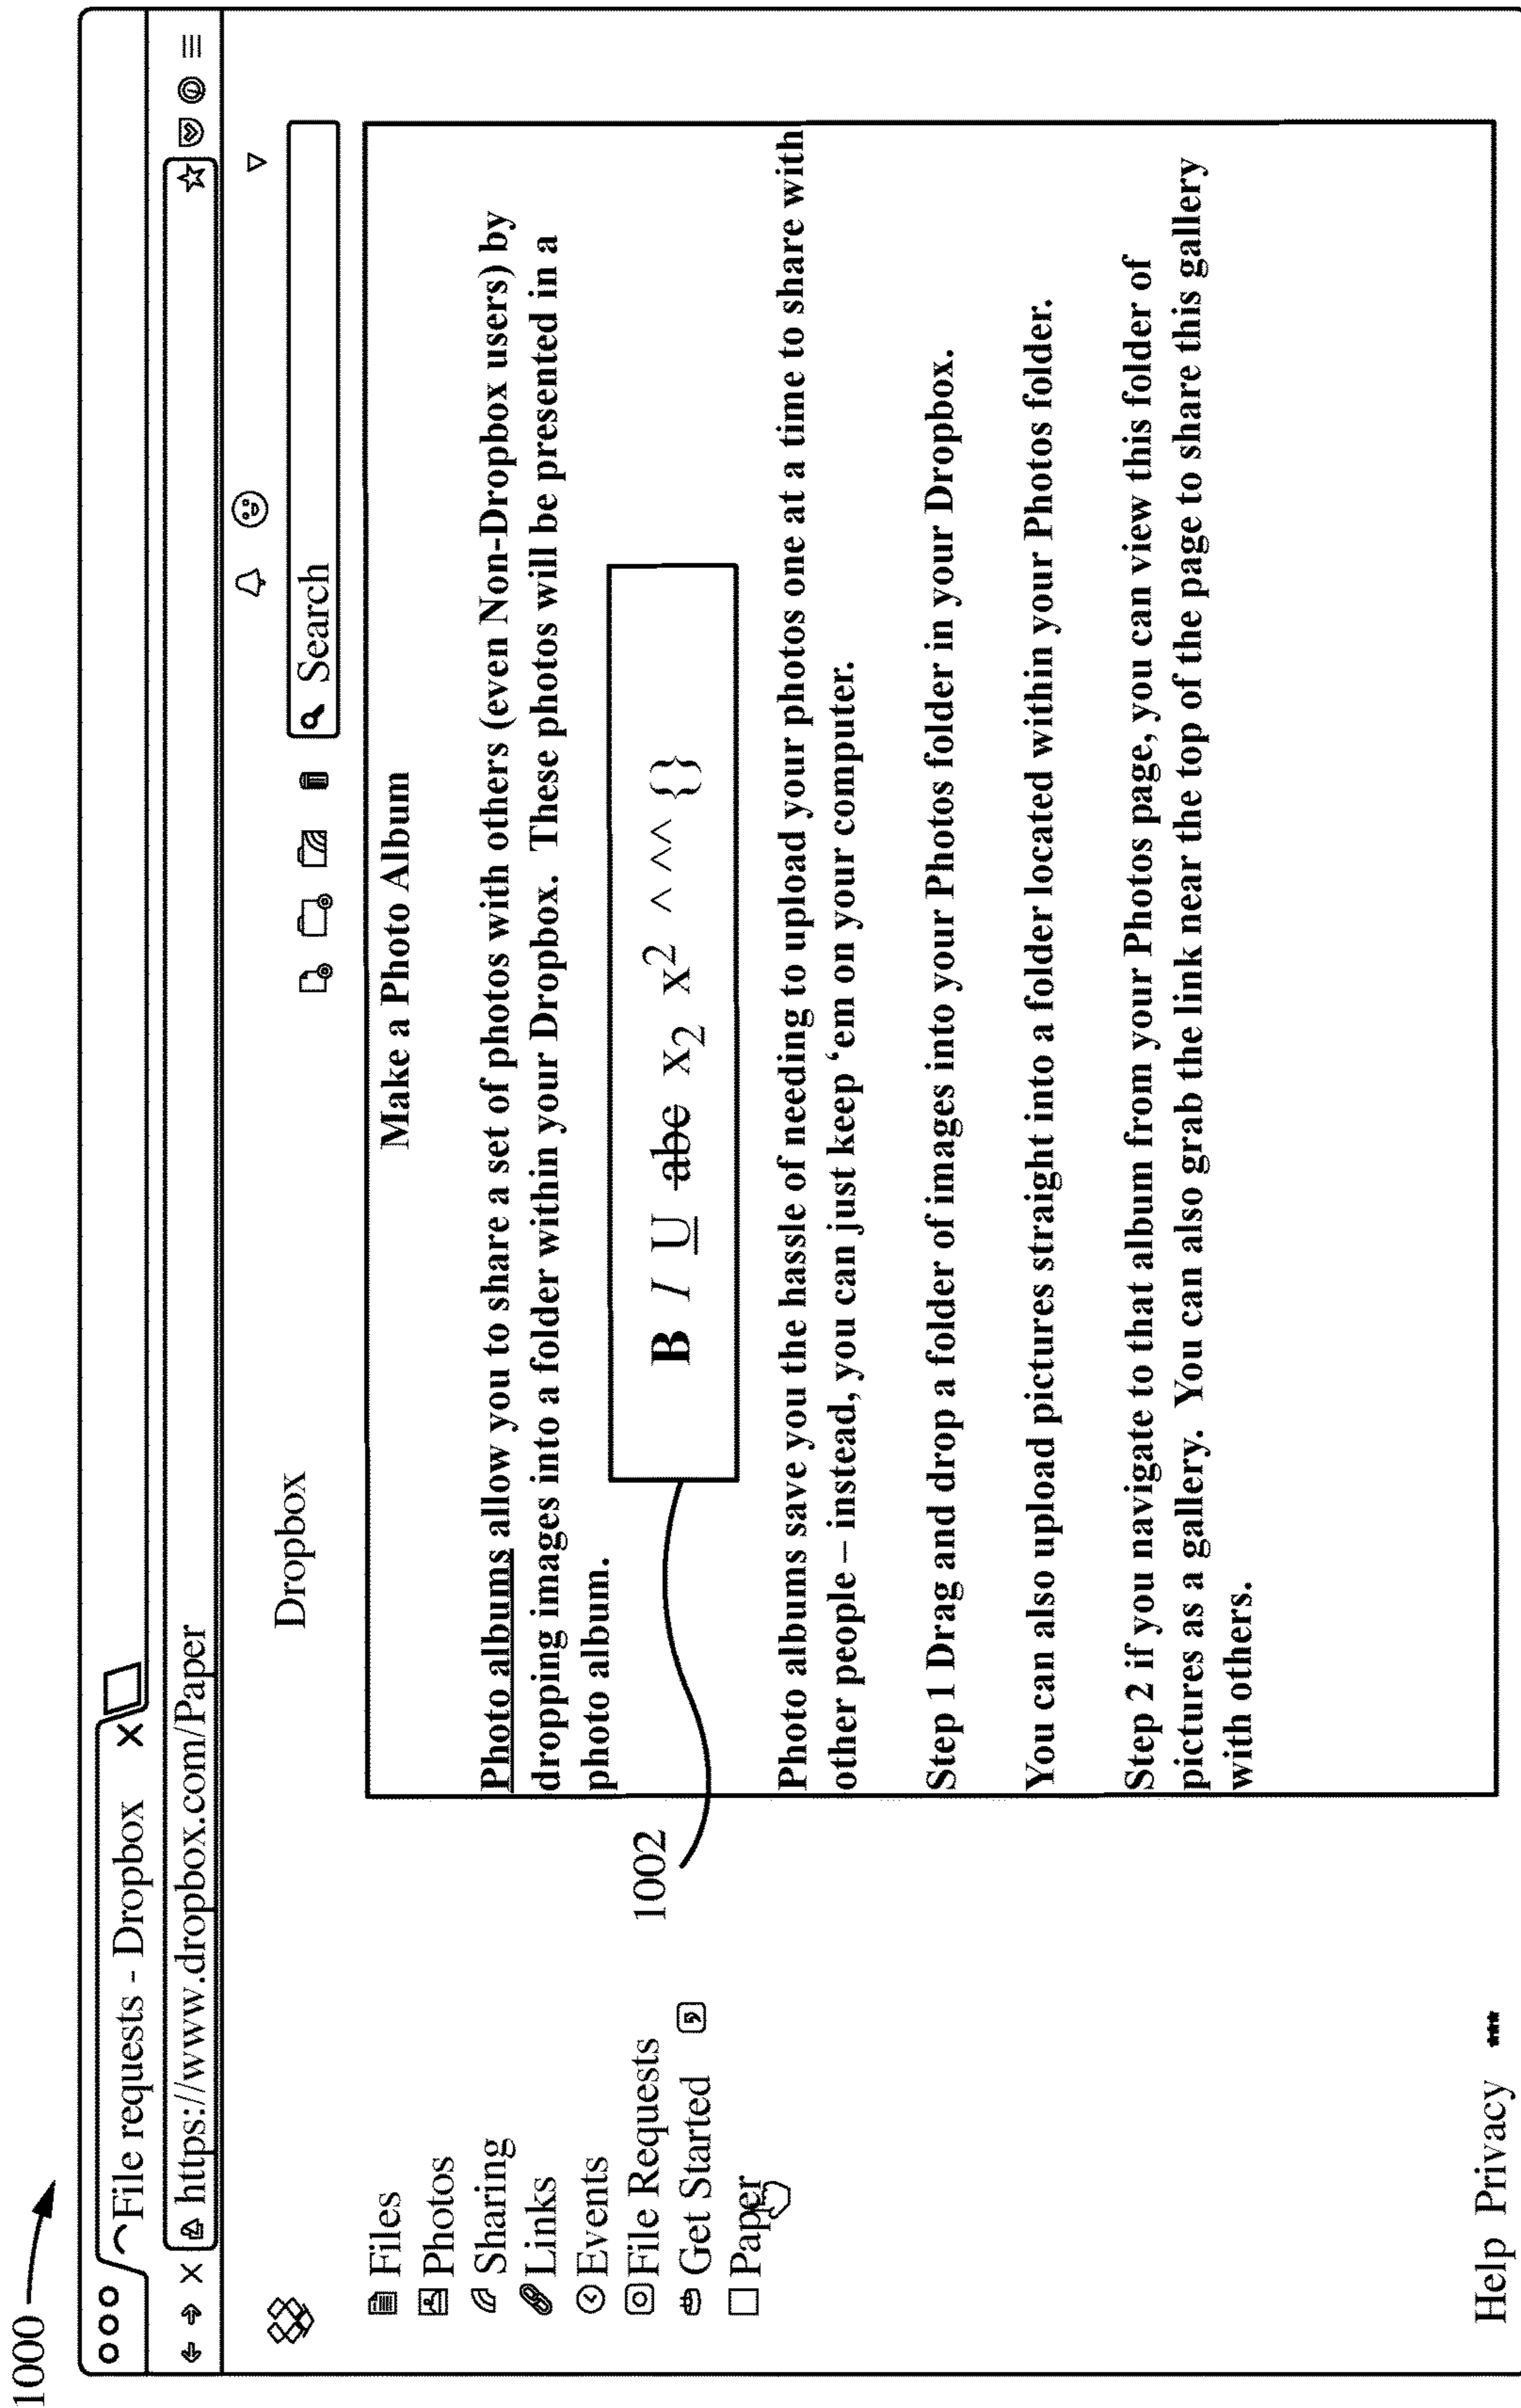 1000
File requests - Dropbox X
X https://www.dropbox.com/Paper
Dropbox
Search
Files
Photos
Sharing
Links
Events
File Requests
Get Started
Paper
Make a Photo Album
Photo albums allow you to share a set of photos with others (even Non-Dropbox users) by
dropping images into a folder within your Dropbox. These photos will be presented in a
photo album.
1002
B I U abc x₂ x² ^ ^^ {}
Photo albums save you the hassle of needing to upload your photos one at a time to share with
other people – instead, you can just keep ‘em on your computer.
Step 1 Drag and drop a folder of images into your Photos folder in your Dropbox.
You can also upload pictures straight into a folder located within your Photos folder.
Step 2 if you navigate to that album from your Photos page, you can view this folder of
pictures as a gallery. You can also grab the link near the top of the page to share this gallery
with others.
Help Privacy